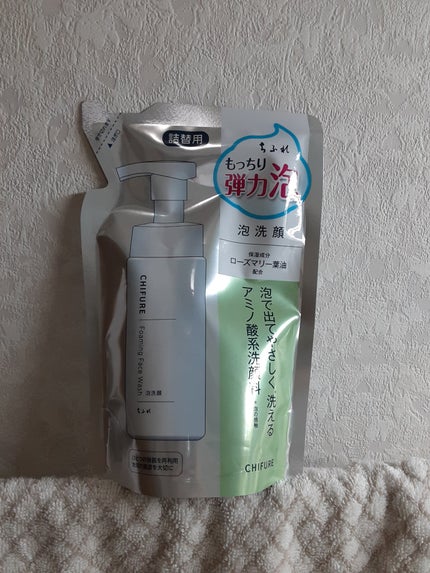 詰替用
ちふれ
もっちり
弾力泡
泡洗顔
保湿成分
ローズマリー葉油
配合
泡で出てやさしく洗える
アミノ酸系洗顔料
CHIFURE
Foaming Face Wash 泡洗顔
ちふれ
CHIFURE